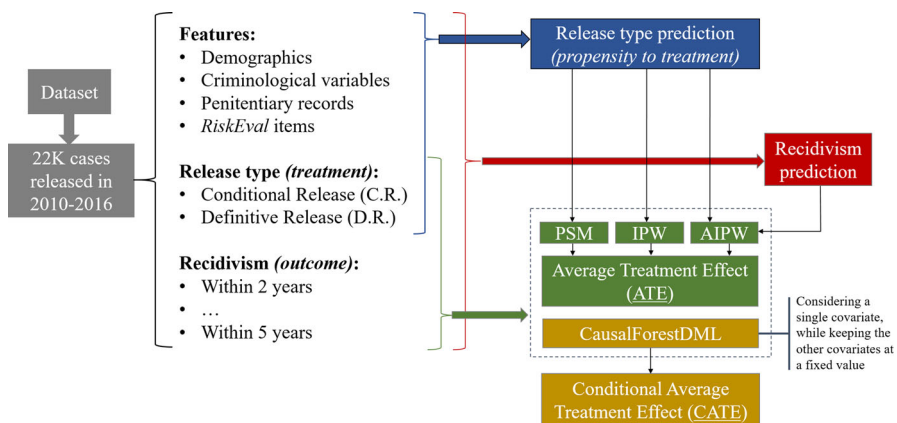 Dataset
22K cases
released in
2010-2016
Features:
• Demographics
• Criminological variables
• Penitentiary records
• RiskEval items
Release type (treatment):
• Conditional Release (C.R.)
• Definitive Release (D.R.)
Recidivism (outcome):
• Within 2 years
• …
• Within 5 years
Release type prediction
(propensity to treatment)
Recidivism
prediction
PSM
IPW
AIPW
Average Treatment Effect
(ATE)
CausalForestDML
Conditional Average
Treatment Effect (CATE)
Considering a
single covariate,
while keeping the
other covariates at
a fixed value